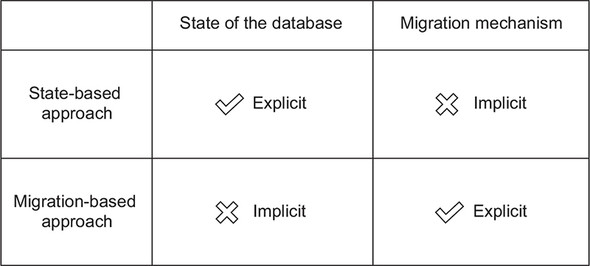 State of the database
Migration mechanism
State-based
approach
Explicit
Implicit
Migration-based
approach
Implicit
Explicit